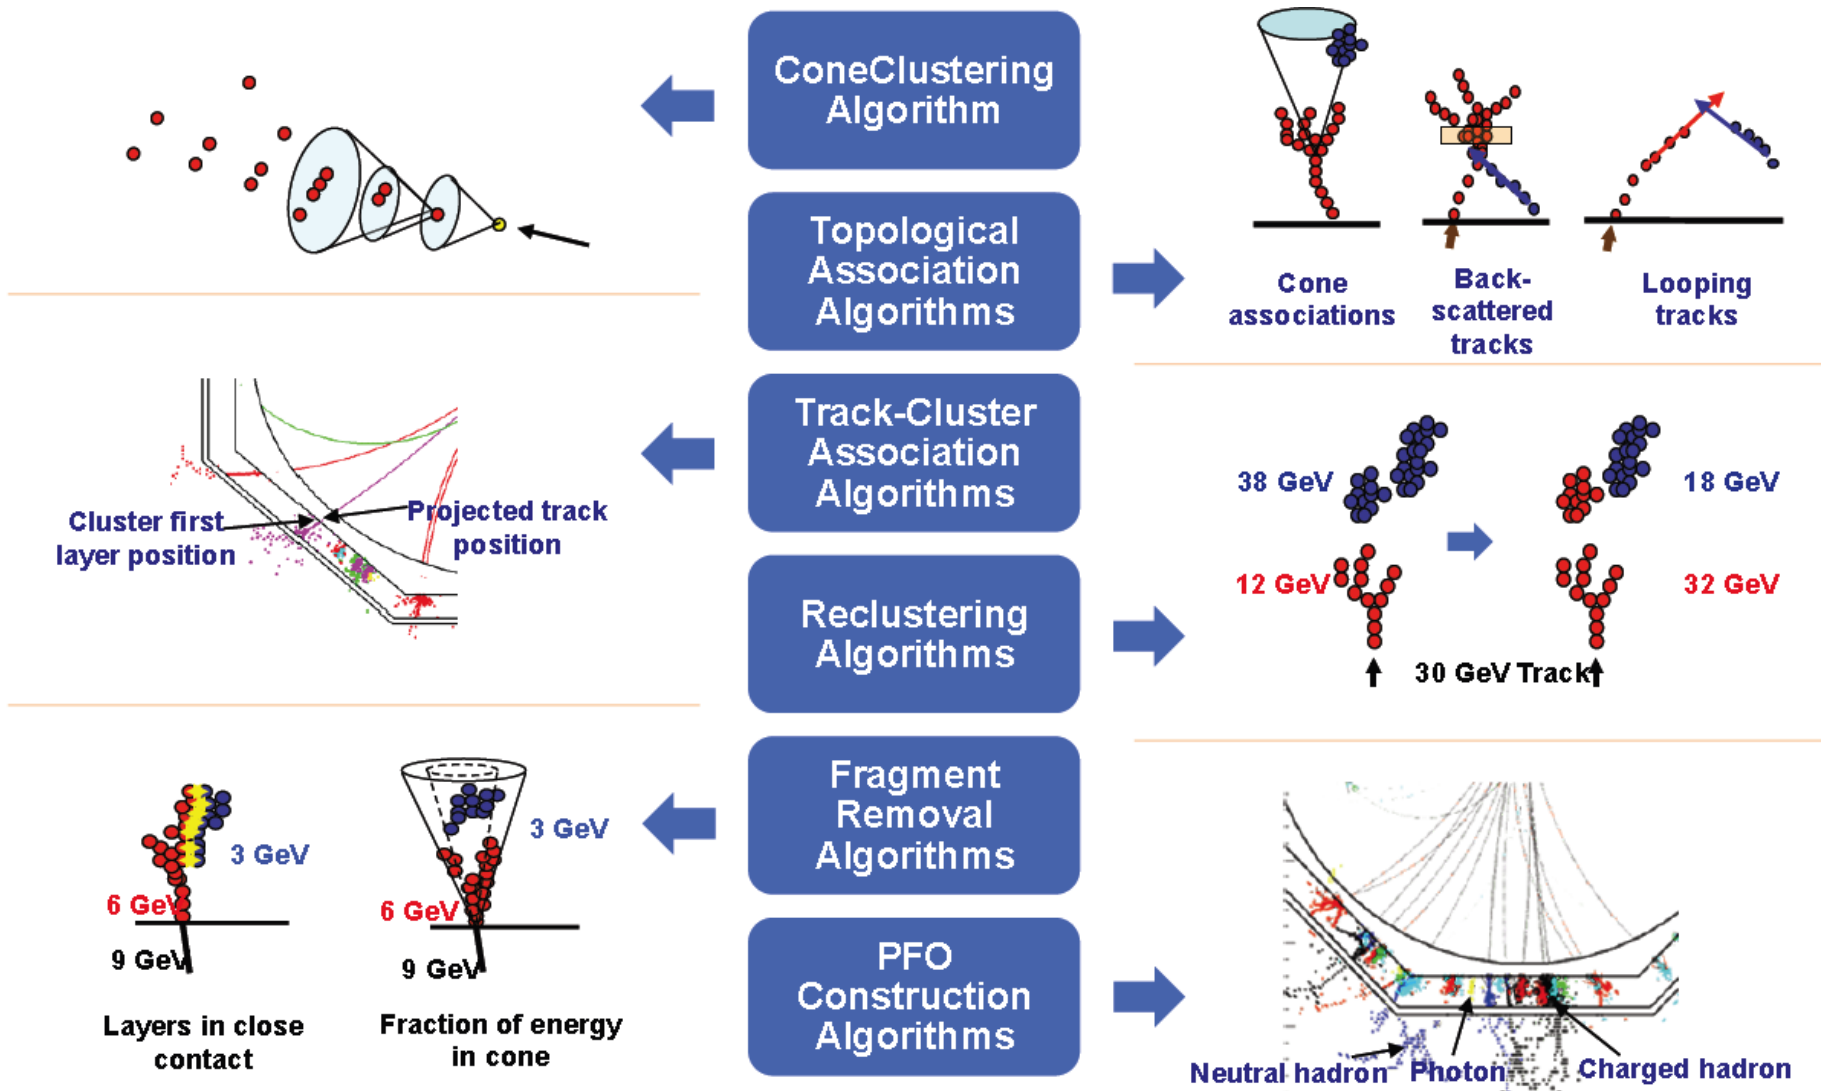 ConeClustering
Algorithm
Topological
Association
Algorithms
Cone
associations
Back-
scattered
tracks
Looping
tracks
Track-Cluster
Association
Algorithms
Cluster first
layer position
Projected track
position
Reclustering
Algorithms
38 GeV
12 GeV
18 GeV
32 GeV
30 GeV Track
Fragment
Removal
Algorithms
3 GeV
6 GeV
9 GeV
Layers in close
contact
3 GeV
6 GeV
9 GeV
Fraction of energy
in cone
PFO
Construction
Algorithms
Neutral hadron
Photon
Charged hadron